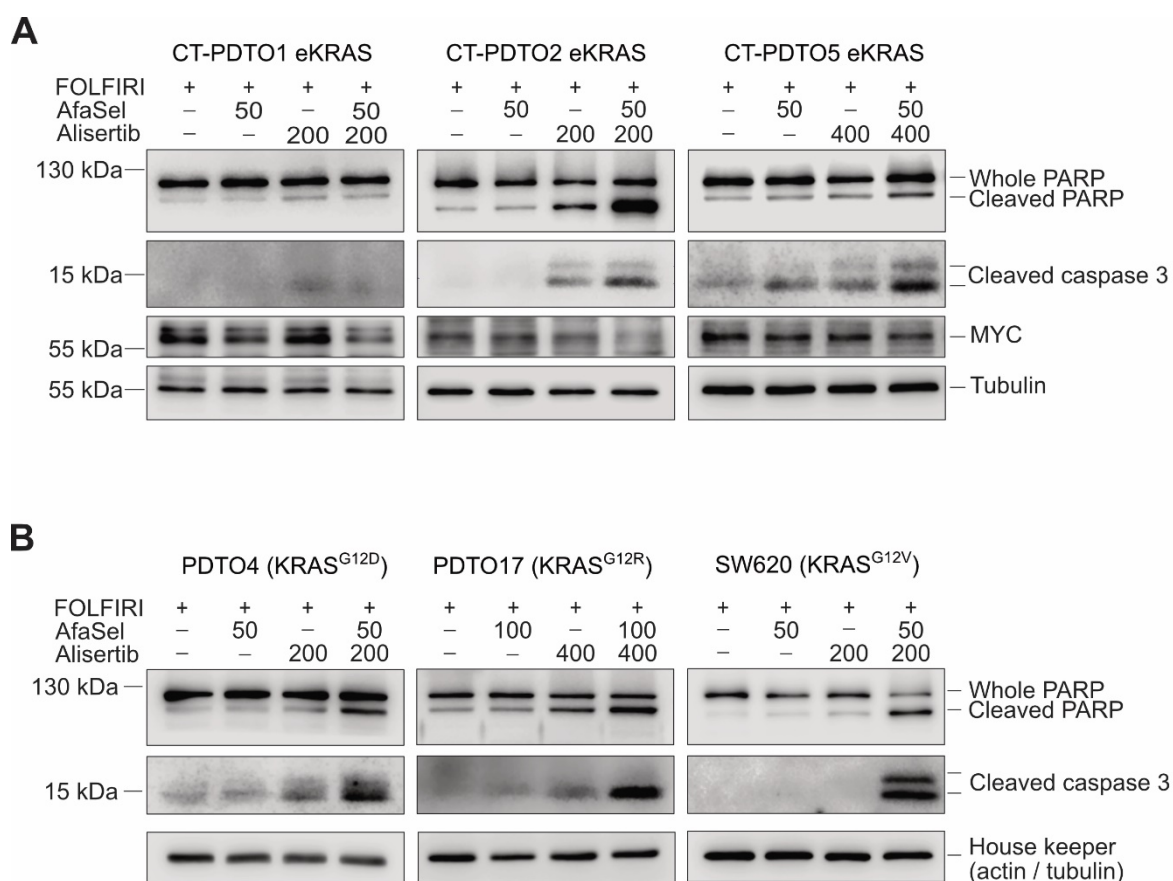 A
CT-PDTO1 eKRAS CT-PDTO2 eKRAS CT-PDTO5 eKRAS
FOLFIRI + + + + + + + + + + + +
AfaSel – 50 – 50 – 50 – 50 – 50 – 50
Alisertib – – 200 200 – – 200 200 – – 400 400
130 kDa Whole PARP
Cleaved PARP
15 kDa Cleaved caspase 3
55 kDa MYC
55 kDa Tubulin
B
PDTO4 (KRASG12D) PDTO17 (KRASG12R) SW620 (KRASG12V)
FOLFIRI + + + + + + + + + + + +
AfaSel – 50 – 50 – 100 – 100 – 50 – 50
Alisertib – – 200 200 – – 400 400 – – 200 200
130 kDa Whole PARP
Cleaved PARP
15 kDa Cleaved caspase 3
House keeper
(actin / tubulin)